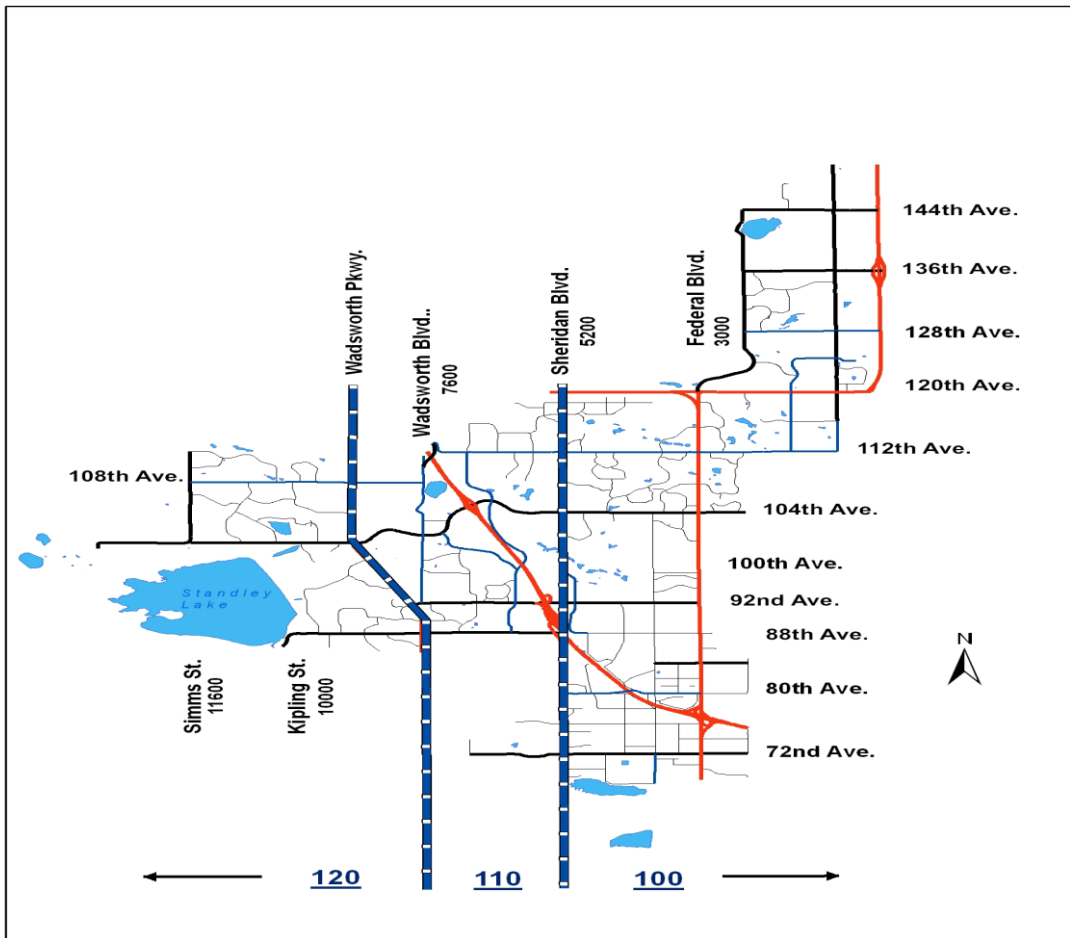 144th Ave.
136th Ave.
128th Ave.
120th Ave.
112th Ave.
108th Ave.
104th Ave.
100th Ave.
92nd Ave.
88th Ave.
80th Ave.
72nd Ave.
Wadsworth Pkwy.
Wadsworth Blvd..
7600
Sheridan Blvd.
5200
Federal Blvd.
3000
Standley
Lake
Simms St.
11600
Kipling St.
10000
N
120
110
100